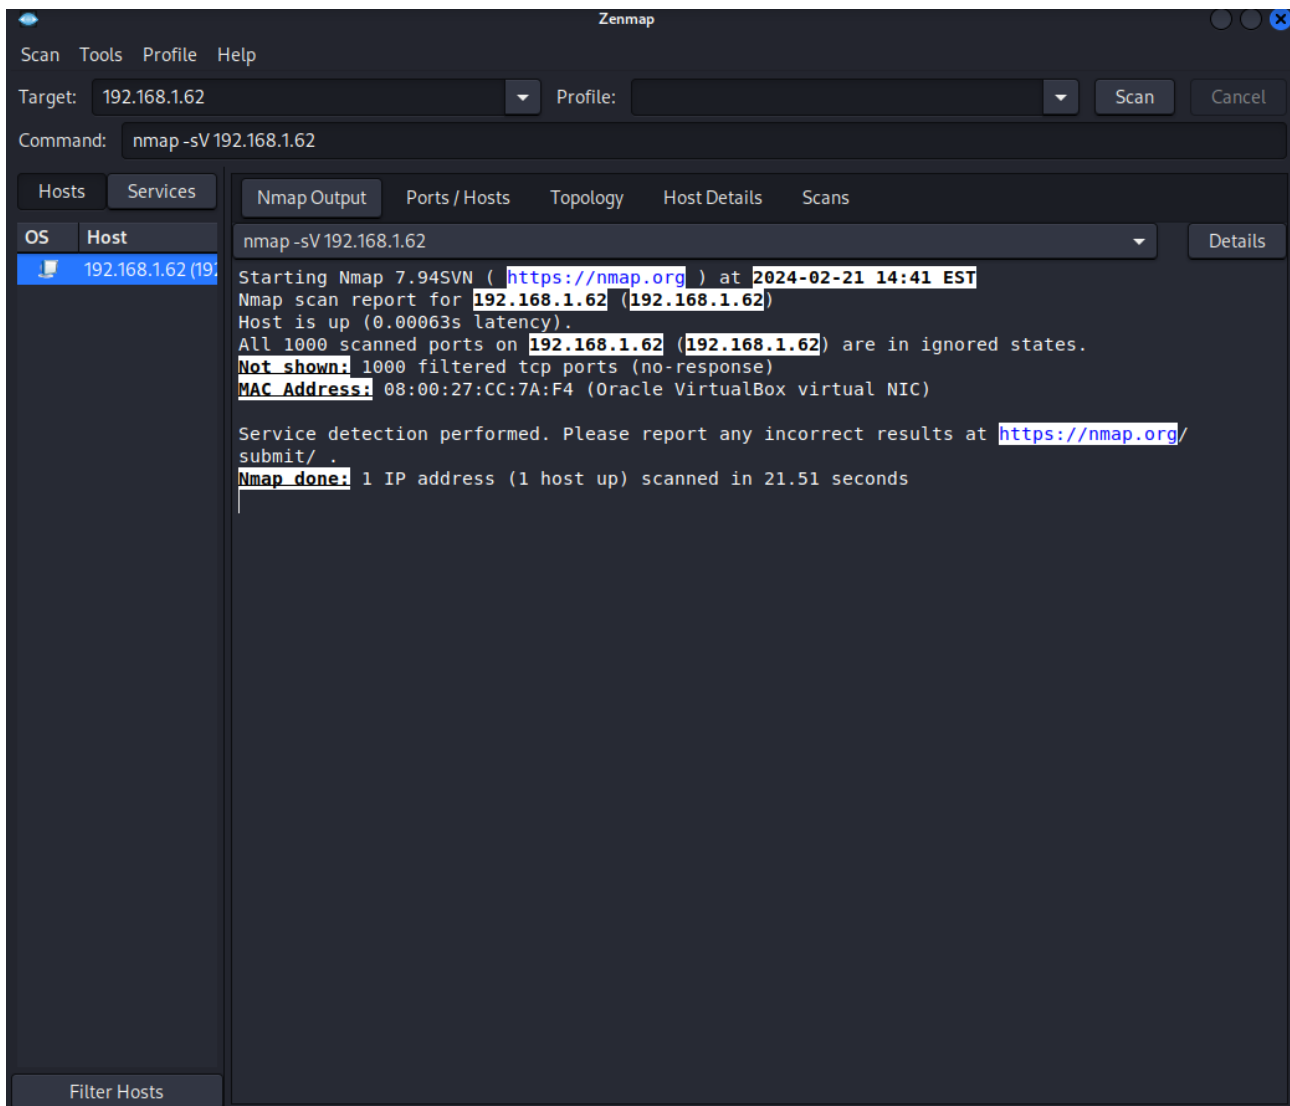 Zenmap
Scan Tools Profile Help
Target: 192.168.1.62 Profile: Scan Cancel
Command: nmap -sV 192.168.1.62
Hosts Services Nmap Output Ports / Hosts Topology Host Details Scans
OS Host nmap -sV 192.168.1.62 Details
192.168.1.62 (192
Starting Nmap 7.94SVN ( https://nmap.org ) at 2024-02-21 14:41 EST
Nmap scan report for 192.168.1.62 (192.168.1.62)
Host is up (0.00063s latency).
All 1000 scanned ports on 192.168.1.62 (192.168.1.62) are in ignored states.
Not shown: 1000 filtered tcp ports (no-response)
MAC Address: 08:00:27:CC:7A:F4 (Oracle VirtualBox virtual NIC)
Service detection performed. Please report any incorrect results at https://nmap.org/
submit/ .
Nmap done: 1 IP address (1 host up) scanned in 21.51 seconds
Filter Hosts